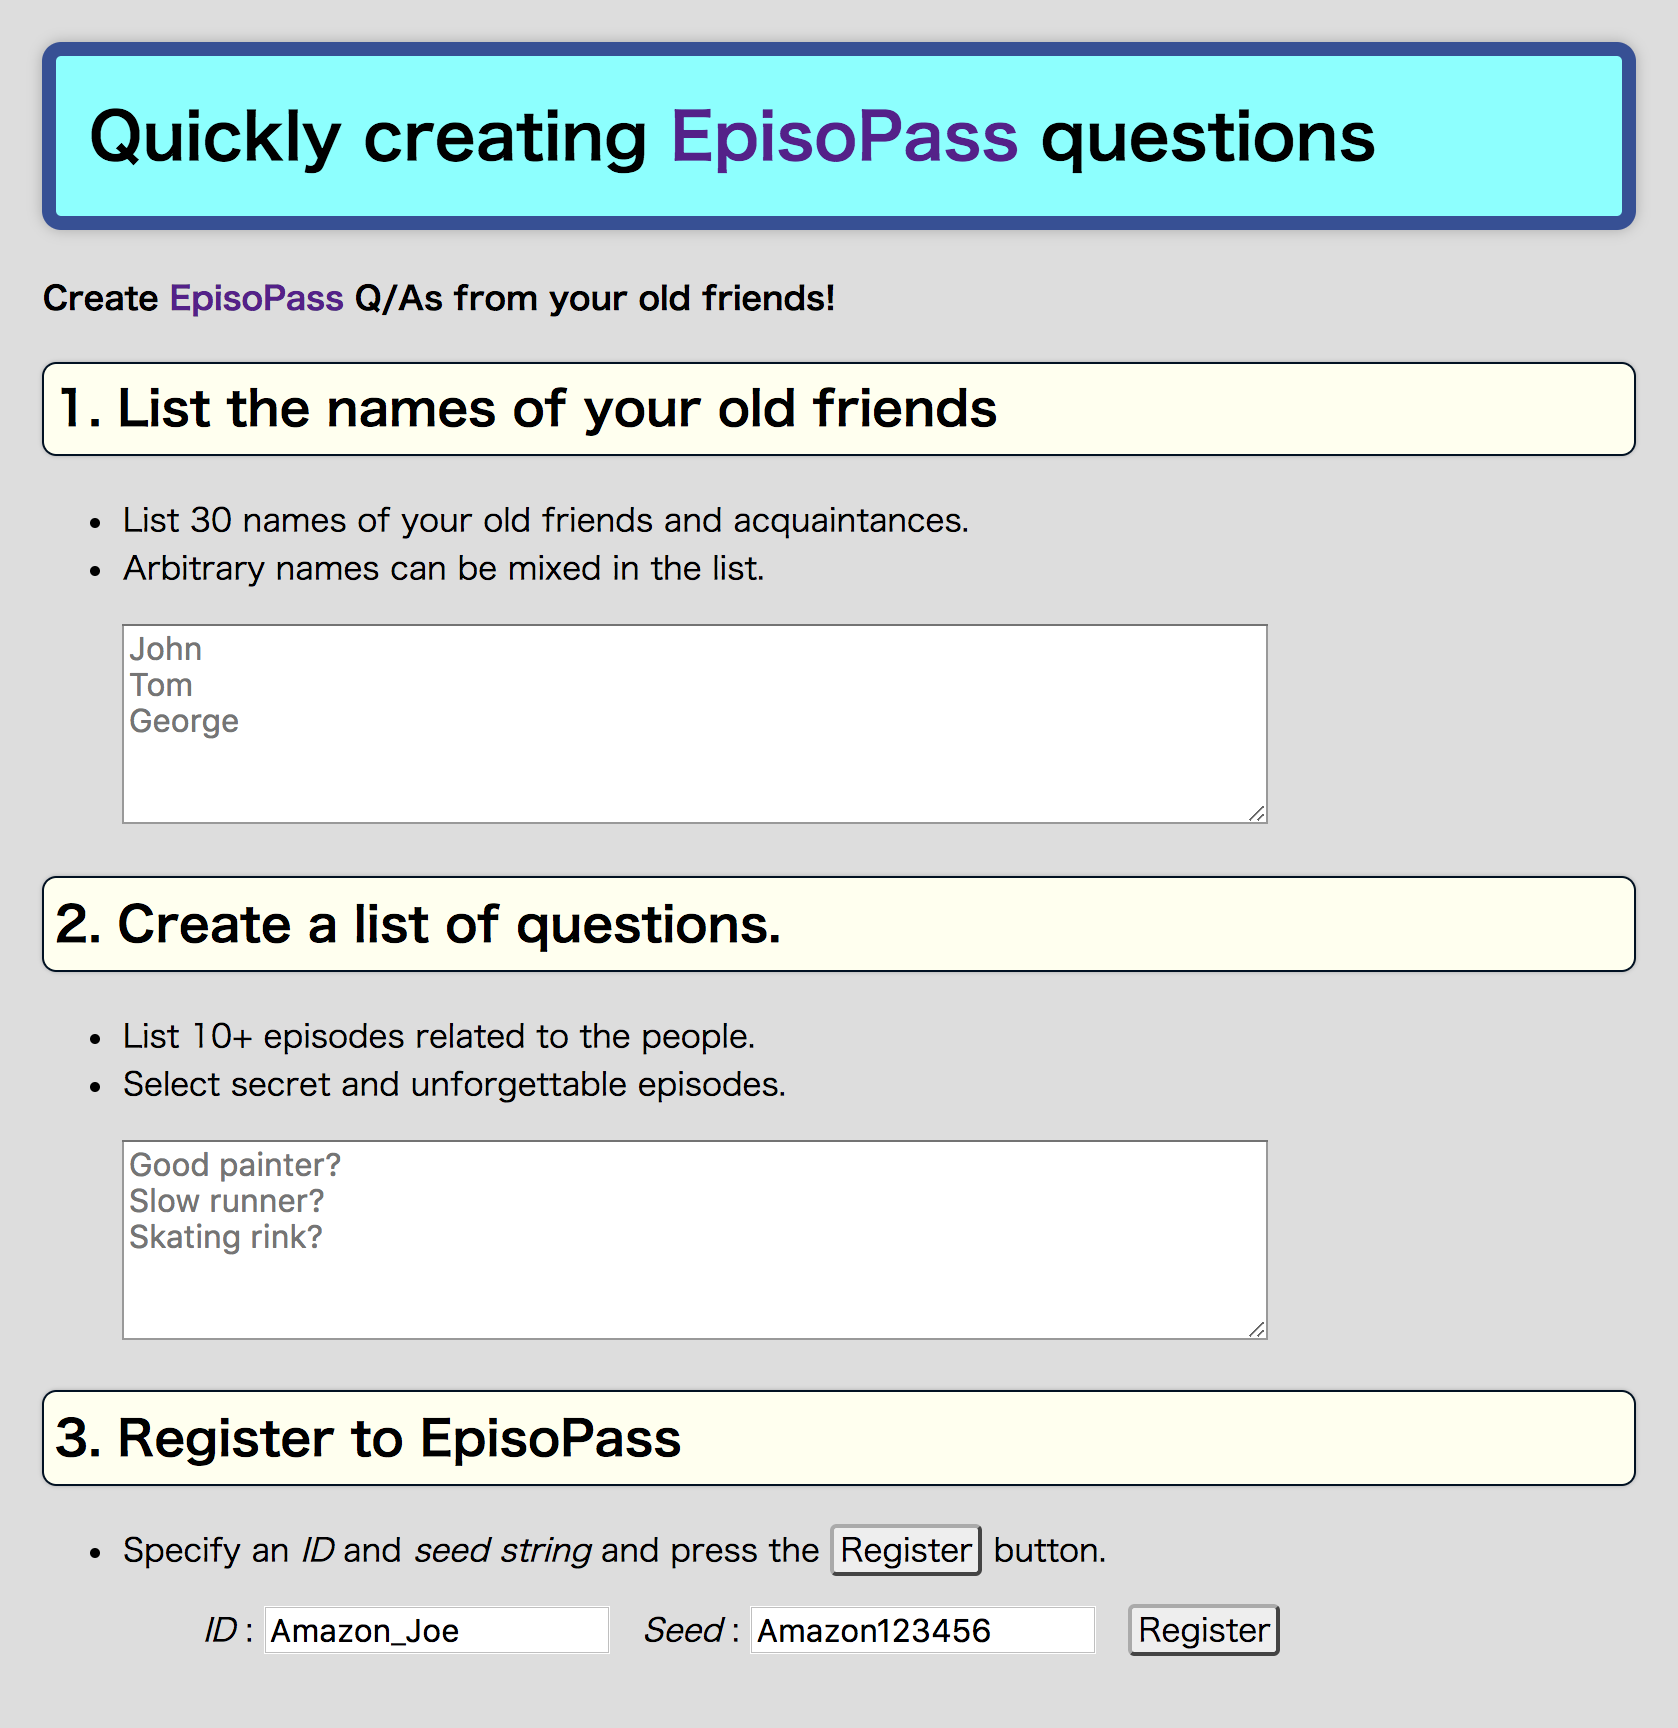 Quickly creating EpisoPass questions
Create EpisoPass Q/As from your old friends!
1. List the names of your old friends
• List 30 names of your old friends and acquaintances.
• Arbitrary names can be mixed in the list.
John
Tom
George
2. Create a list of questions.
• List 10+ episodes related to the people.
• Select secret and unforgettable episodes.
Good painter?
Slow runner?
Skating rink?
3. Register to EpisoPass
• Specify an ID and seed string and press the Register button.
ID : Amazon_Joe Seed : Amazon123456 Register